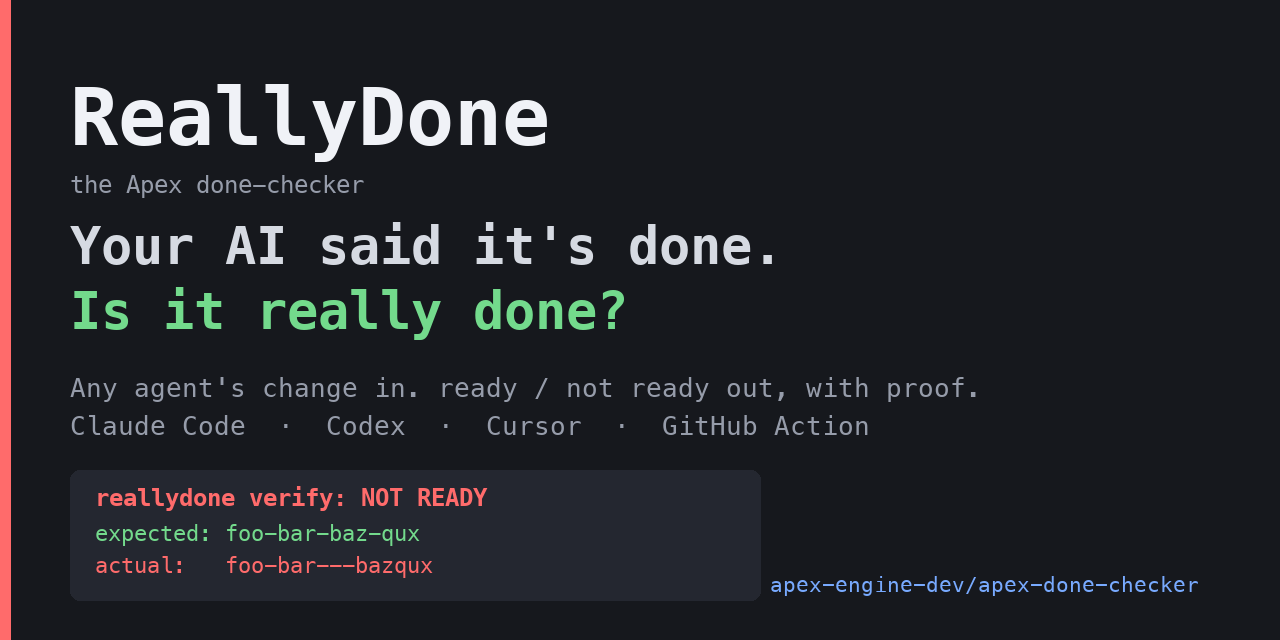 ReallyDone
the Apex done-checker
Your AI said it's done.
Is it really done?
Any agent's change in. ready / not ready out, with proof.
Claude Code · Codex · Cursor · GitHub Action
reallydone verify: NOT READY
expected: foo-bar-baz-qux
actual:   foo-bar---bazqux
apex-engine-dev/apex-done-checker